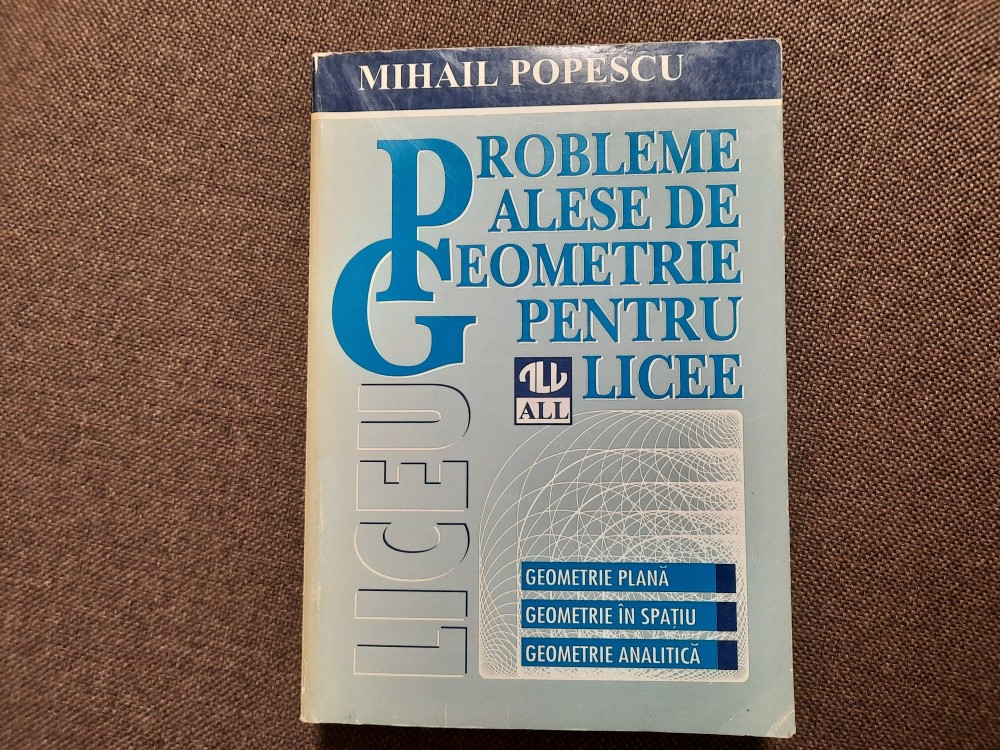 MIHAIL POPESCU
PROBLEME
ALESE DE
GEOMETRIE
PENTRU
LICEE
ALL
LICEU
GEOMETRIE PLANĂ
GEOMETRIE ÎN SPAȚIU
GEOMETRIE ANALITICĂ